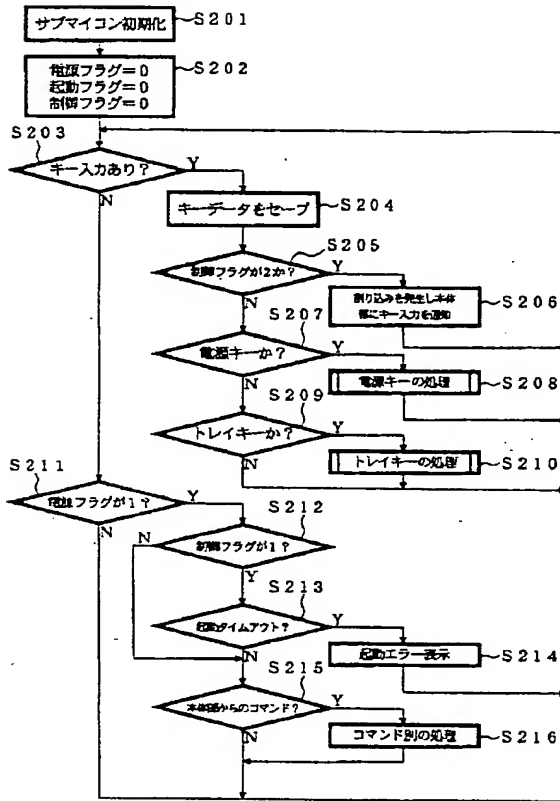 サブマイコン初期化
S201
電源フラグ=0
起動フラグ=0
制御フラグ=0
S202
S203
キー入力あり?
Y
N
キーデータをセーブ
S204
S205
制御フラグが2か?
Y
N
割り込みを発生し本体
部にキー入力を通知
S206
S207
電源キーか?
Y
N
電源キーの処理
S208
S209
トレイキーか?
Y
N
トレイキーの処理
S210
S211
電源フラグが1?
Y
N
S212
制御フラグが1?
N
Y
S213
起動タイムアウト?
Y
N
起動エラー表示
S214
S215
本体部からのコマンド?
Y
N
コマンド別の処理
S216